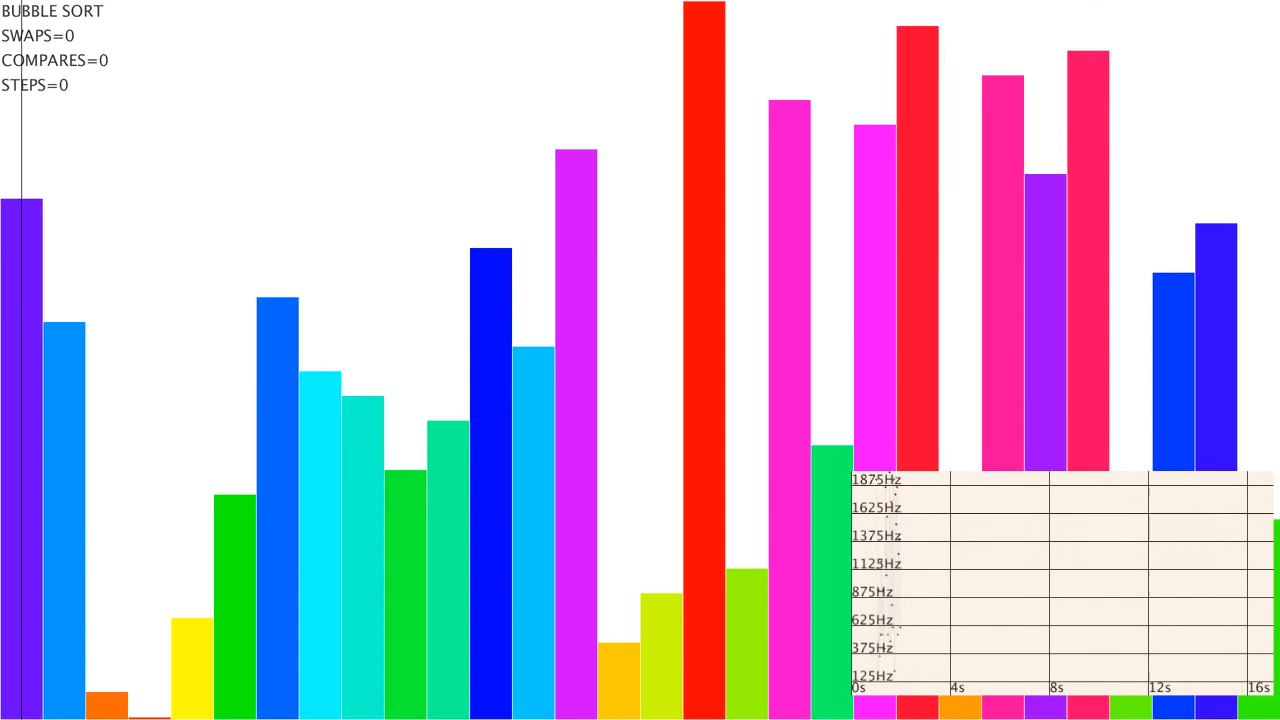 BUBBLE SORT
SWAPS=0
COMPARES=0
STEPS=0
1875Hz
1625Hz
1375Hz
1125Hz
875Hz
625Hz
375Hz
125Hz
0s 4s 8s 12s 16s